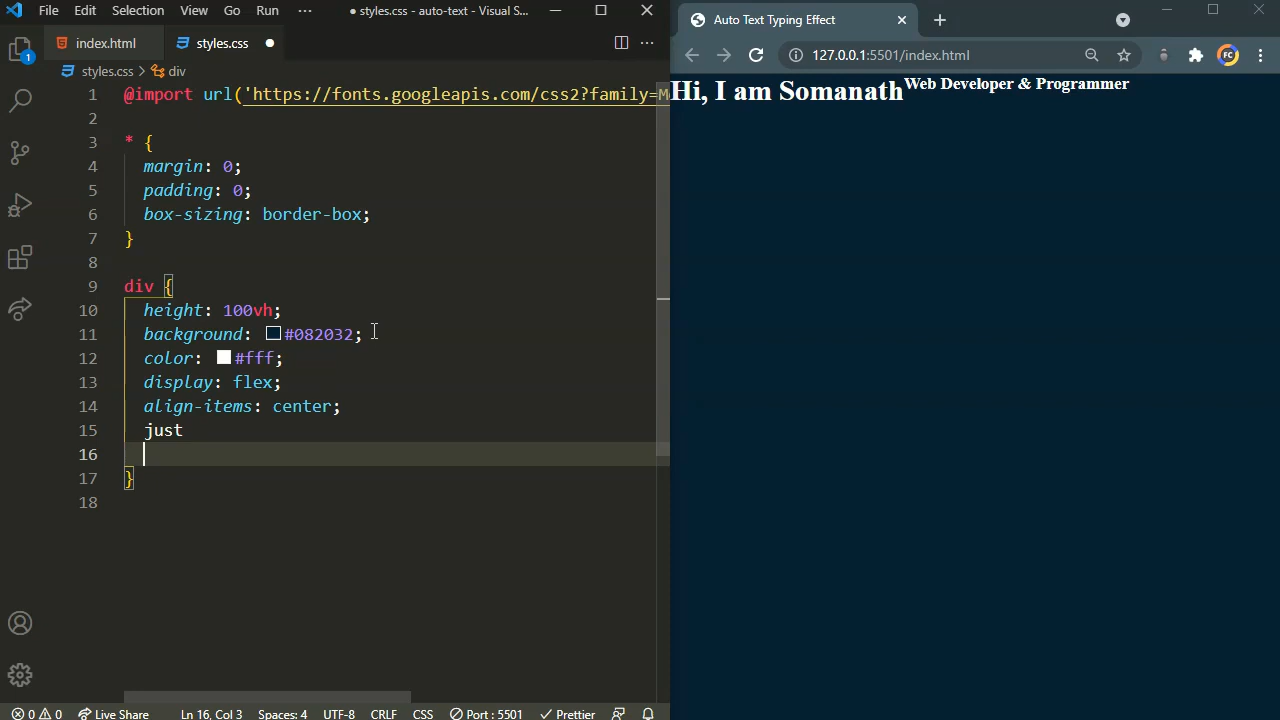 File Edit Selection View Go Run ··· ● styles.css - auto-text - Visual S...
index.html styles.css ● ···
styles.css > div
1 @import url('https://fonts.googleapis.com/css2?family=M
2
3 * {
4 margin: 0;
5 padding: 0;
6 box-sizing: border-box;
7 }
8
9 div {
10 height: 100vh;
11 background: #082032;
12 color: #fff;
13 display: flex;
14 align-items: center;
15 just
16
17 }
18
1
0 0 Live Share Ln 16, Col 3 Spaces: 4 UTF-8 CRLF CSS Port : 5501 Prettier
Auto Text Typing Effect
127.0.0.1:5501/index.html FC
Hi, I am Somanath Web Developer & Programmer